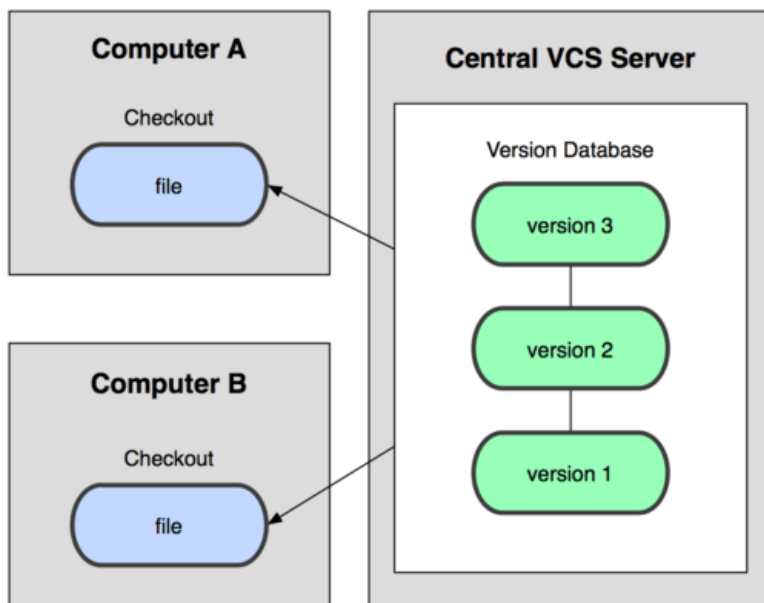 Computer A
Checkout
file
Computer B
Checkout
file
Central VCS Server
Version Database
version 3
version 2
version 1